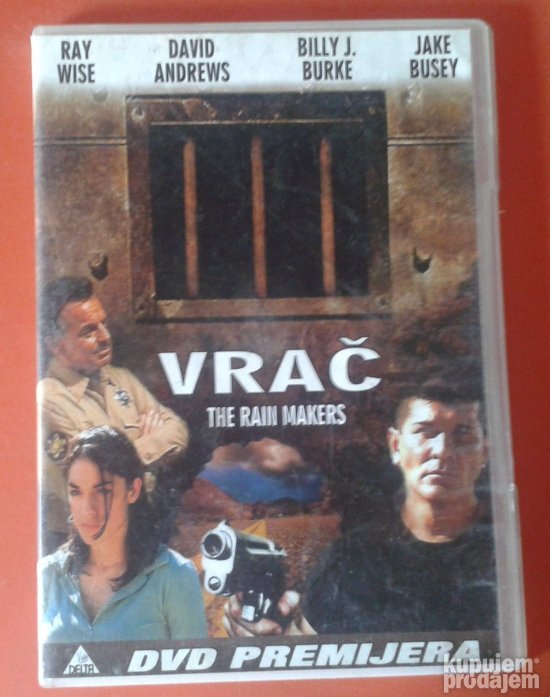 RAY WISE
DAVID ANDREWS
BILLY J. BURKE
JAKE BUSEY
VRAČ
THE RAIN MAKERS
DELTA
DVD PREMIJERA
kupujem
prodajem